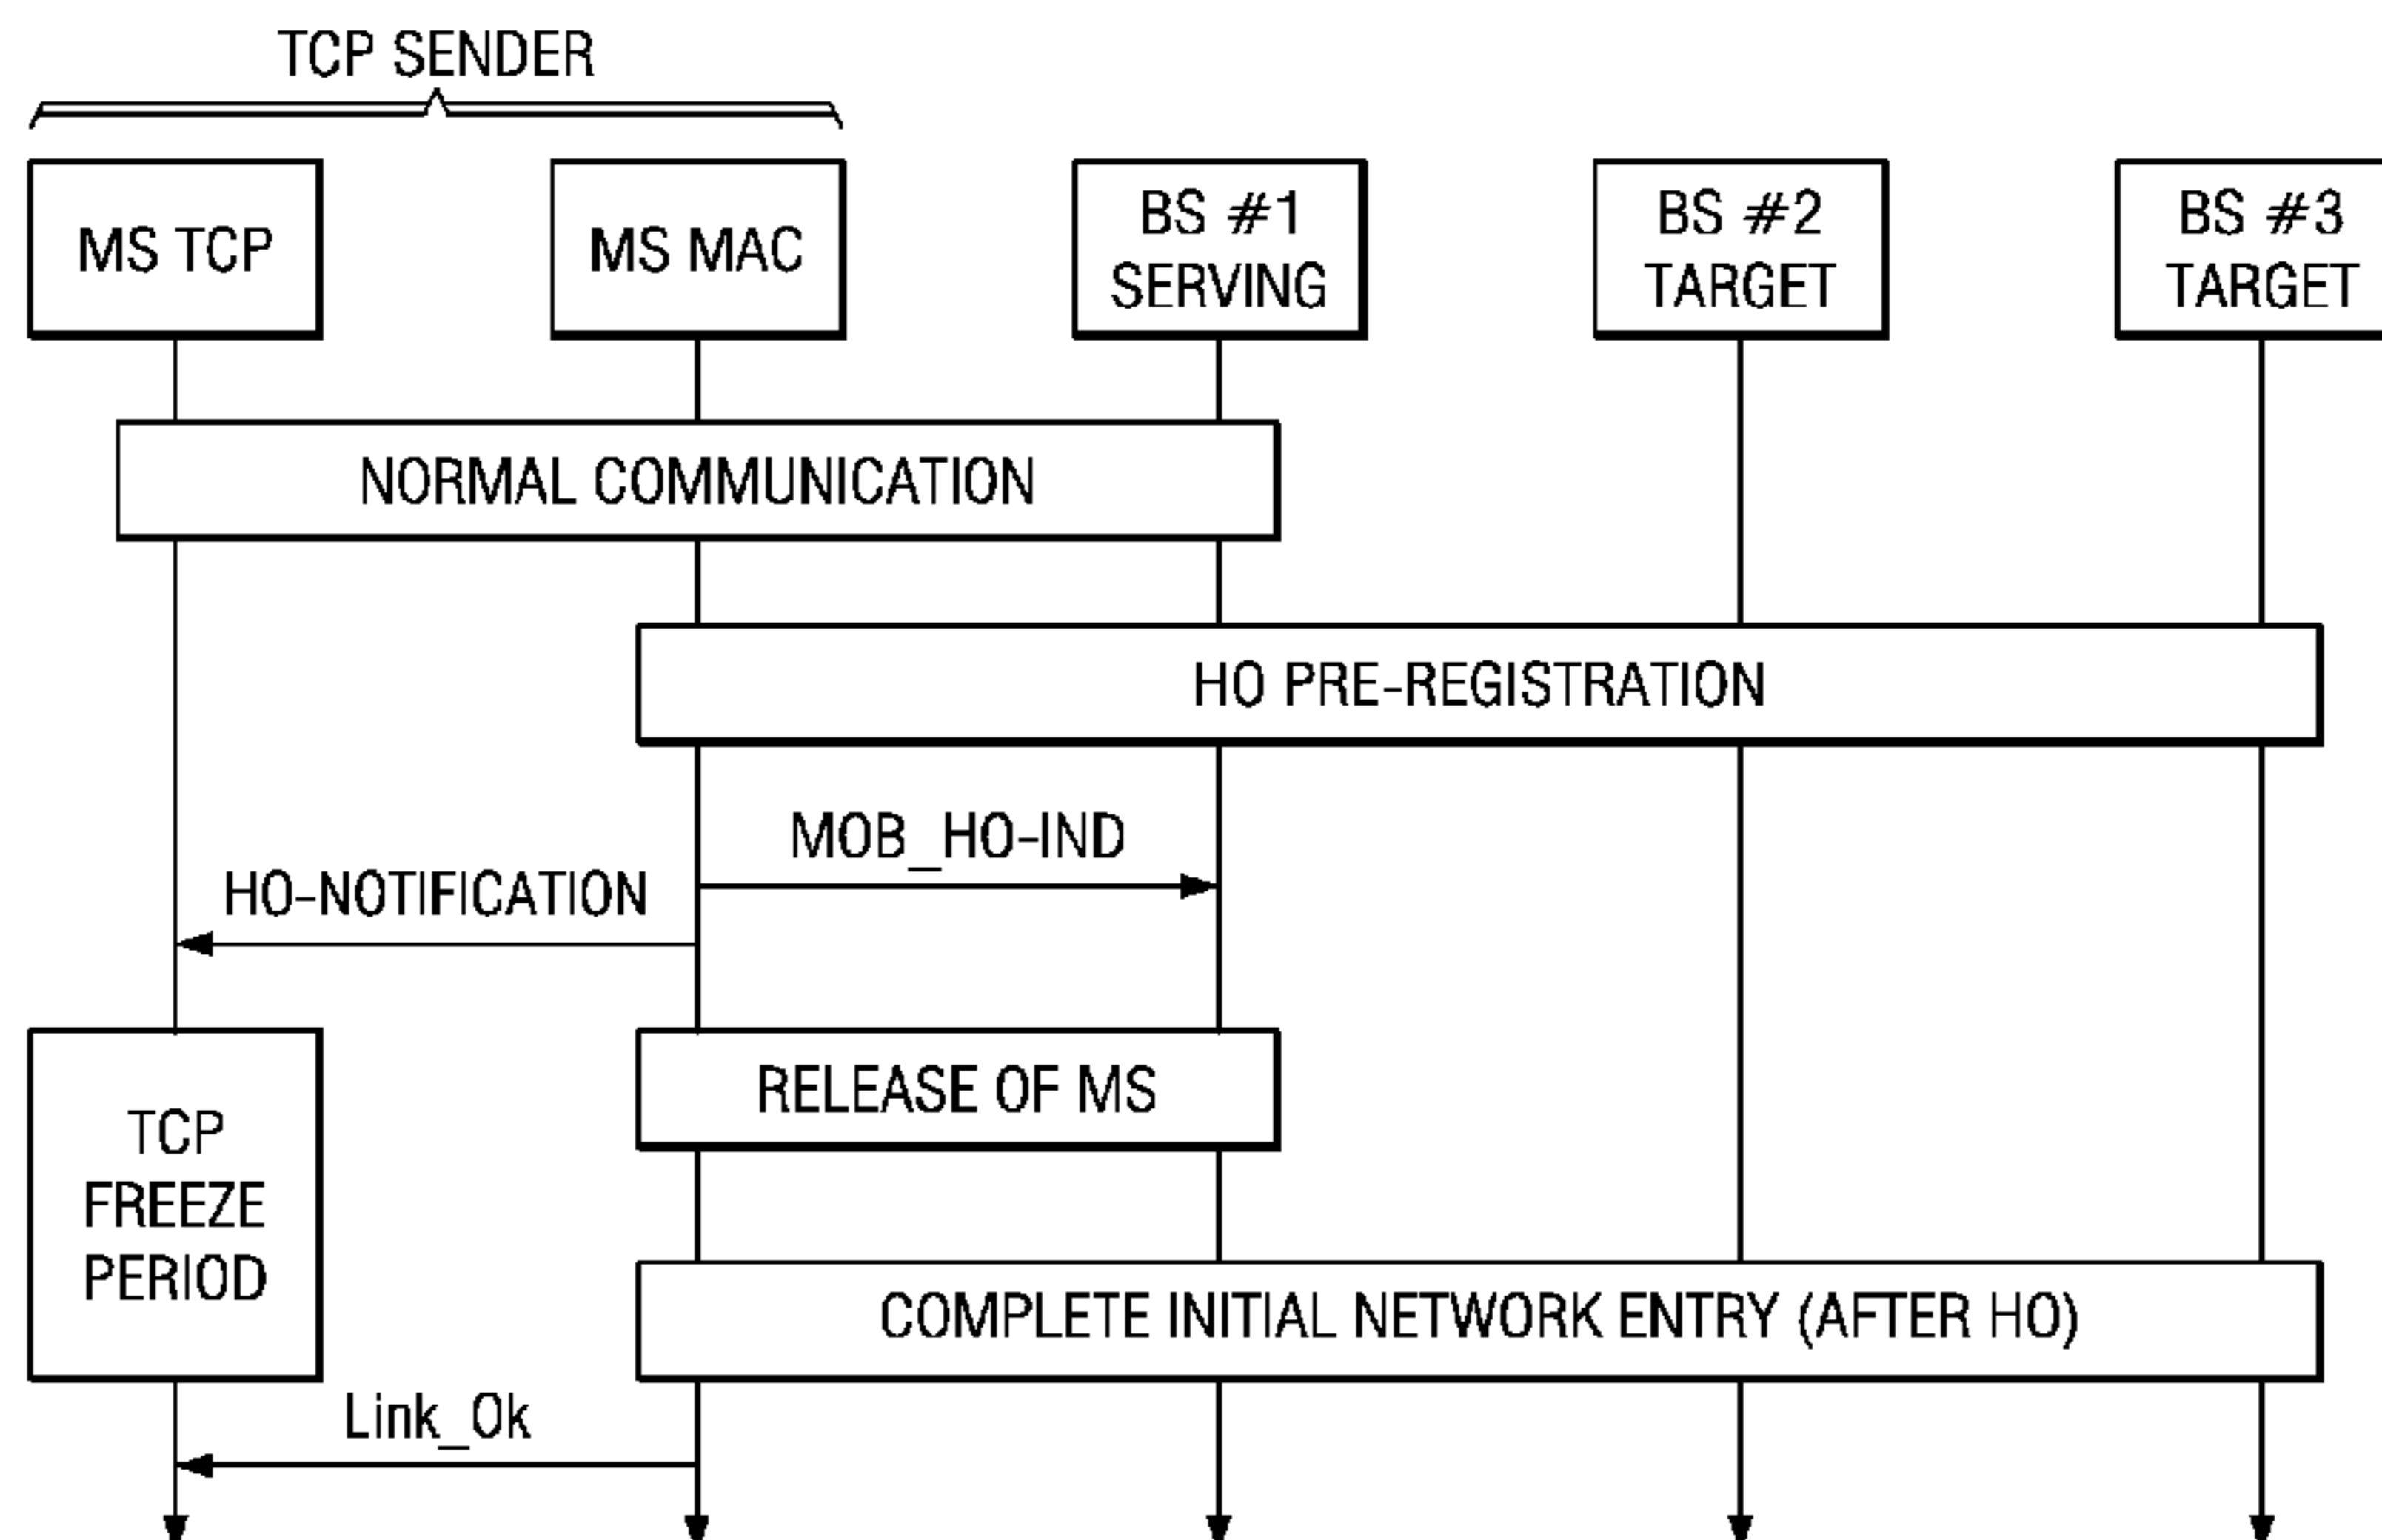 TCP SENDER
MS TCP
MS MAC
BS #1
SERVING
BS #2
TARGET
BS #3
TARGET
NORMAL COMMUNICATION
HO PRE-REGISTRATION
MOB_HO-IND
HO-NOTIFICATION
RELEASE OF MS
TCP
FREEZE
PERIOD
COMPLETE INITIAL NETWORK ENTRY (AFTER HO)
Link_Ok